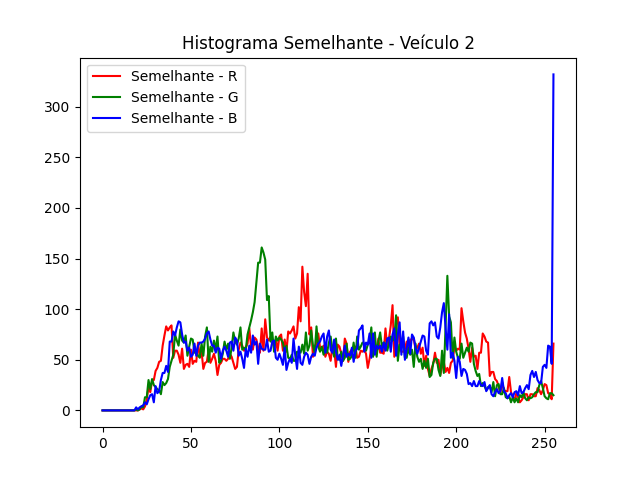 Histograma Semelhante - Veículo 2
Semelhante - R
Semelhante - G
Semelhante - B
300
250
200
150
100
50
0
0 50 100 150 200 250